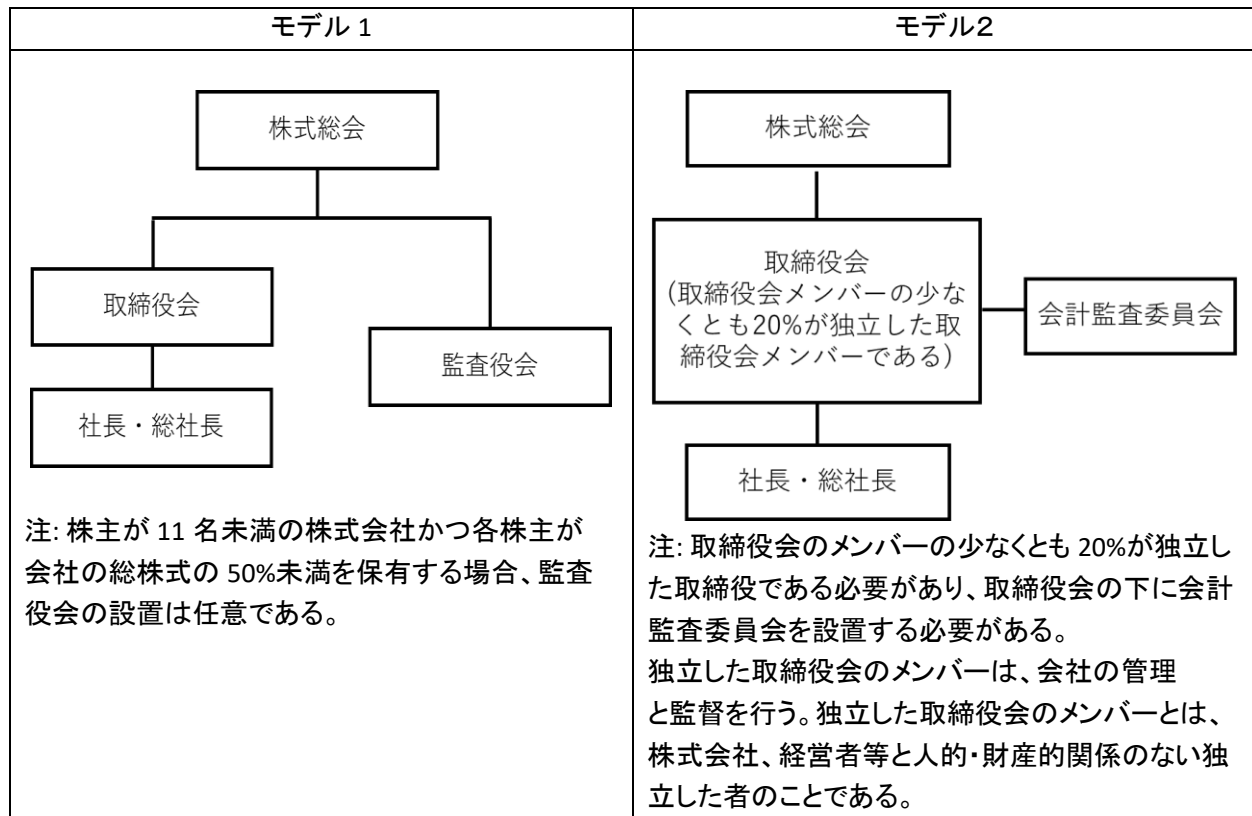 モデル 1
株式総会
取締役会
監査役会
社長・総社長
注: 株主が 11 名未満の株式会社かつ各株主が
会社の総株式の 50%未満を保有する場合、監査
役会の設置は任意である。
モデル2
株式総会
取締役会
(取締役会メンバーの少な
くとも20%が独立した取
締役会メンバーである)
会計監査委員会
社長・総社長
注: 取締役会のメンバーの少なくとも 20%が独立し
た取締役である必要があり、取締役会の下に会計
監査委員会を設置する必要がある。
独立した取締役会のメンバーは、会社の管理
と監督を行う。独立した取締役会のメンバーとは、
株式会社、経営者等と人的・財産的関係のない独
立した者のことである。